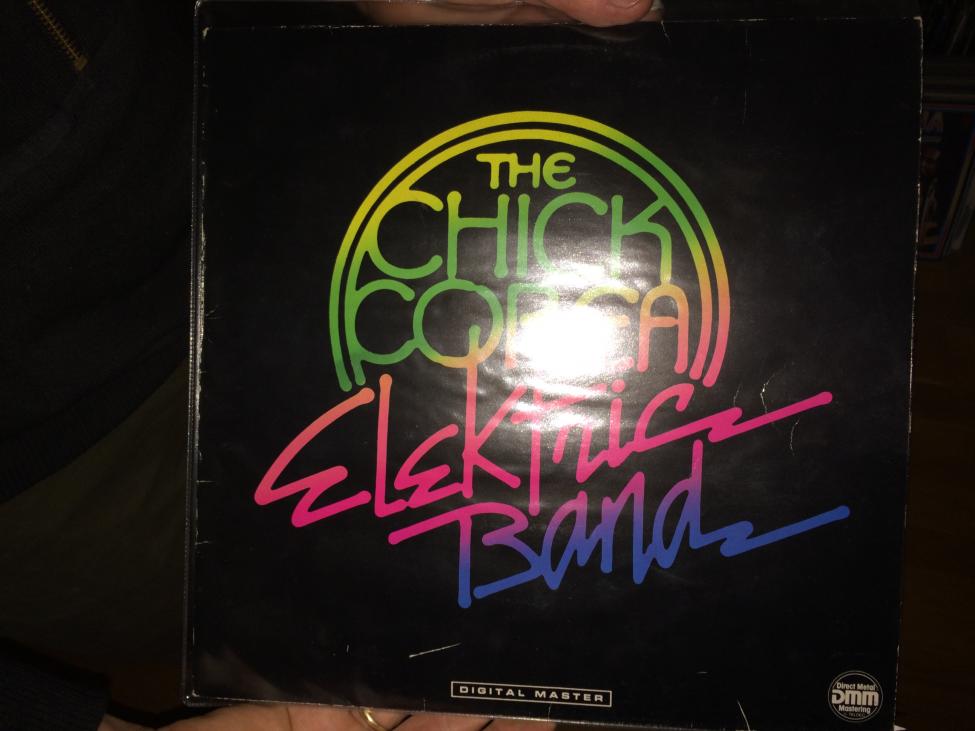 THE
CHICK
COREA
Elektric
Band
DIGITAL MASTER
Direct Metal
DMM
Mastering